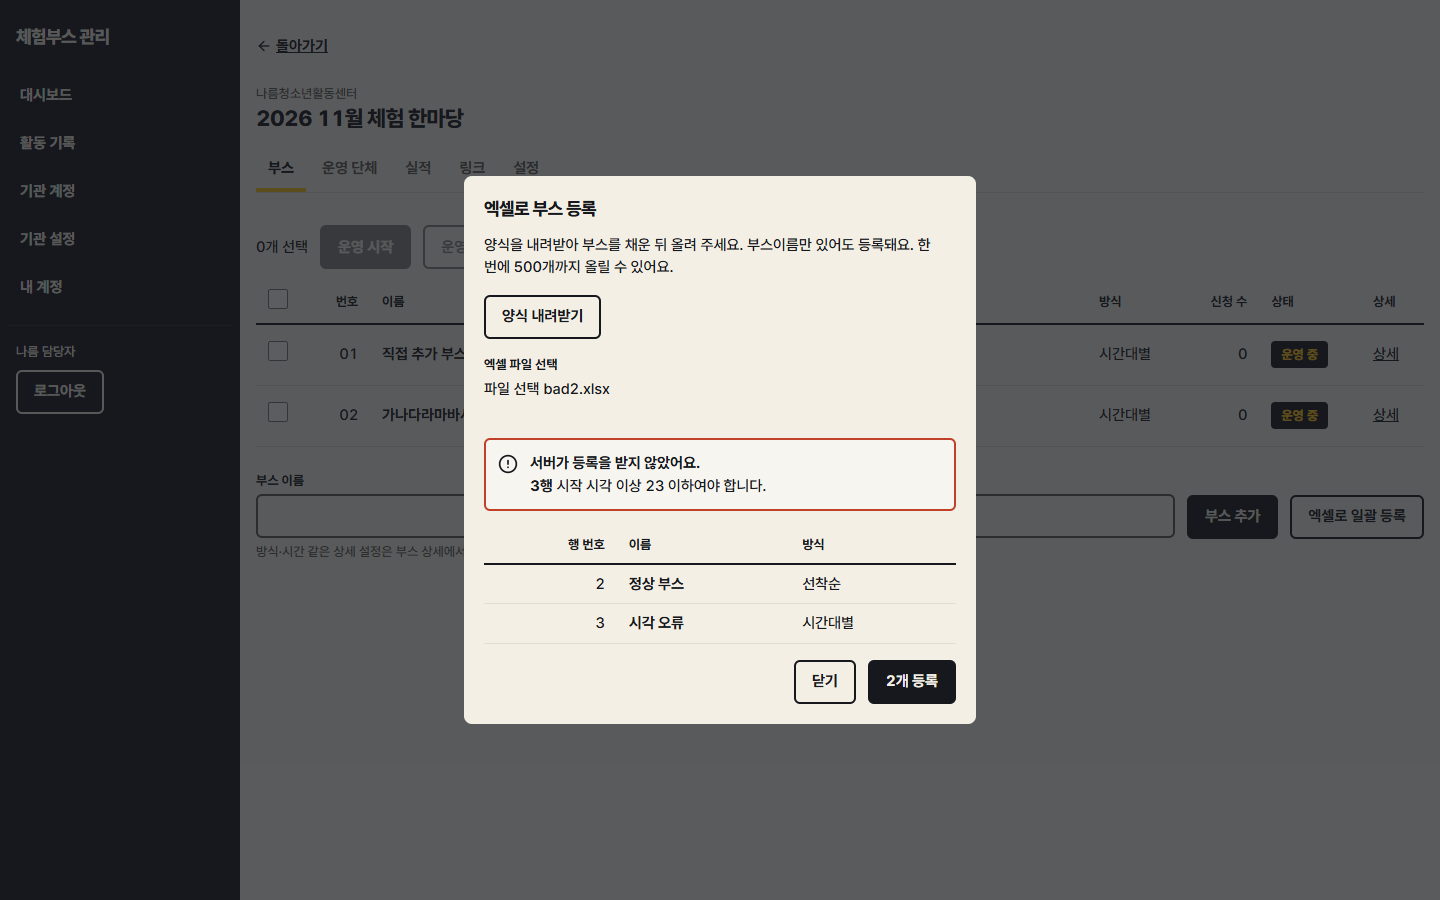 체험부스 관리
대시보드
활동 기록
기관 계정
기관 설정
내 계정
나름 담당자
로그아웃
← 돌아가기
나름청소년활동센터
2026 11월 체험 한마당
부스 운영 단체 실적 링크 설정
0개 선택 운영 시작 운영
번호 이름 방식 신청 수 상태 상세
01 직접 추가 부스 시간대별 0 운영 중 상세
02 가나다라마바 시간대별 0 운영 중 상세
부스 이름
부스 추가 엑셀로 일괄 등록
방식·시간 같은 상세 설정은 부스 상세에서
엑셀로 부스 등록
양식을 내려받아 부스를 채운 뒤 올려 주세요. 부스이름만 있어도 등록돼요. 한
번에 500개까지 올릴 수 있어요.
양식 내려받기
엑셀 파일 선택
파일 선택 bad2.xlsx
서버가 등록을 받지 않았어요.
3행 시작 시각 이상 23 이하여야 합니다.
행 번호 이름 방식
2 정상 부스 선착순
3 시각 오류 시간대별
닫기 2개 등록